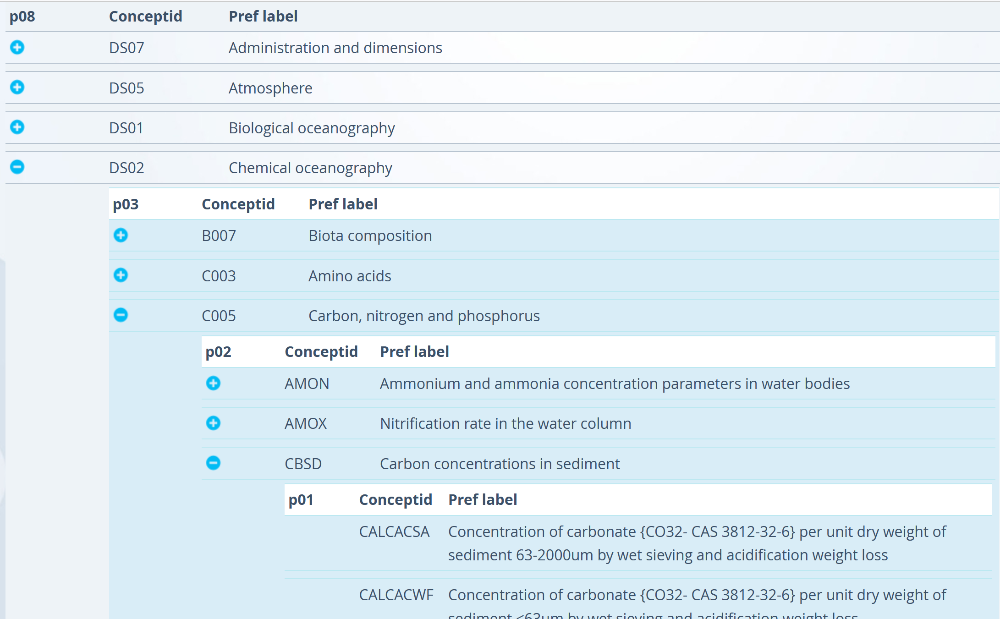 p08 Conceptid Pref label
DS07 Administration and dimensions
DS05 Atmosphere
DS01 Biological oceanography
DS02 Chemical oceanography
p03 Conceptid Pref label
B007 Biota composition
C003 Amino acids
C005 Carbon, nitrogen and phosphorus
p02 Conceptid Pref label
AMON Ammonium and ammonia concentration parameters in water bodies
AMOX Nitrification rate in the water column
CBSD Carbon concentrations in sediment
p01 Conceptid Pref label
CALCACSA Concentration of carbonate {CO32- CAS 3812-32-6} per unit dry weight of
sediment 63-2000um by wet sieving and acidification weight loss
CALCACWF Concentration of carbonate {CO32- CAS 3812-32-6} per unit dry weight of
sediment <63um by wet sieving and acidification weight loss